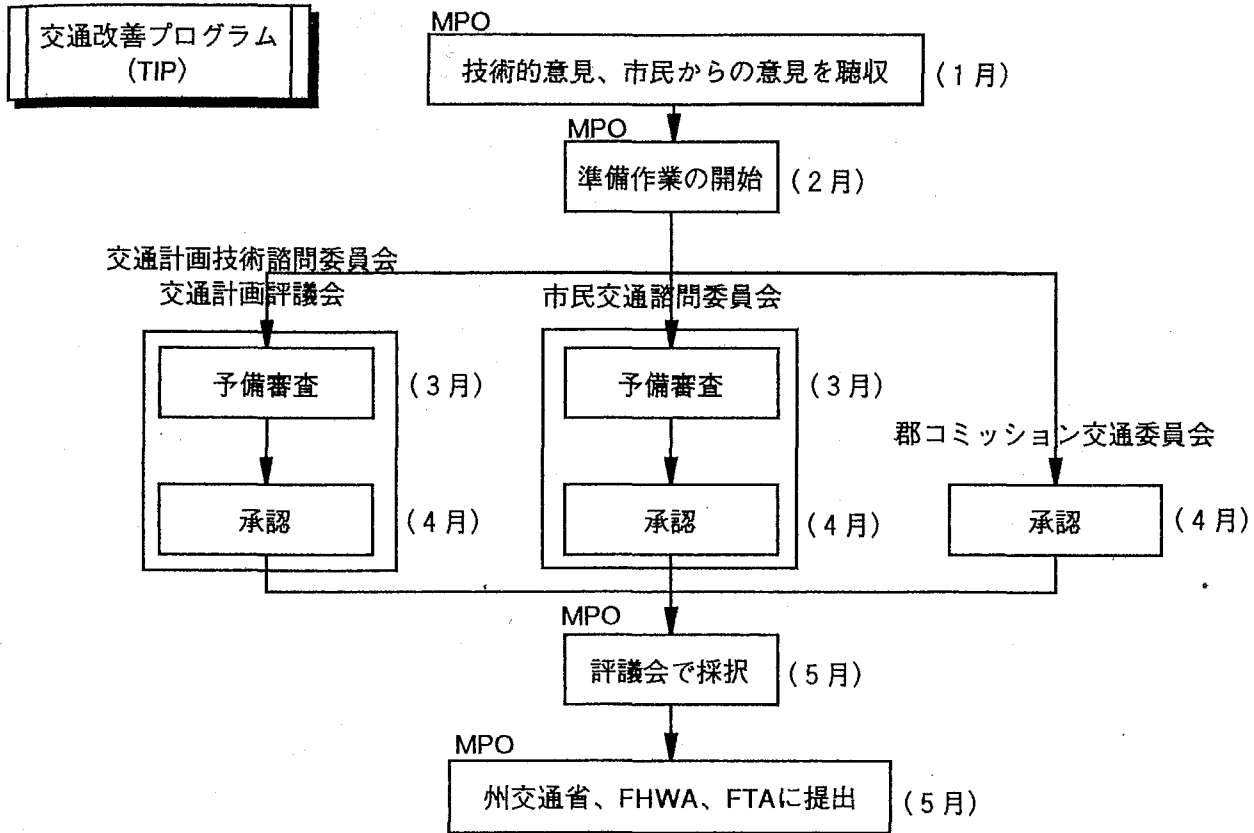 交通改善プログラム
(TIP)
MPO
技術的意見、市民からの意見を聴収
(1月)
MPO
準備作業の開始
(2月)
交通計画技術諮問委員会
交通計画評議会
予備審査
(3月)
承認
(4月)
市民交通諮問委員会
予備審査
(3月)
承認
(4月)
郡コミッション交通委員会
承認
(4月)
MPO
評議会で採択
(5月)
MPO
州交通省、FHWA、FTAに提出
(5月)